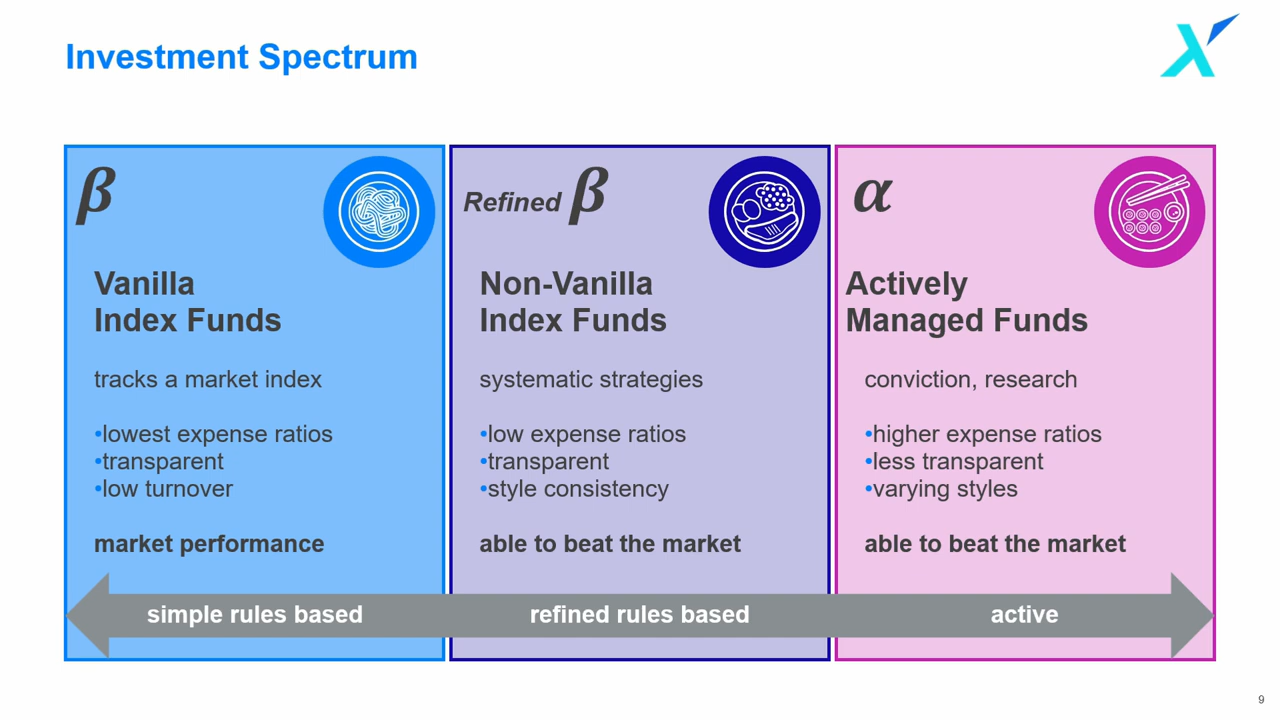 Investment Spectrum
β
Vanilla
Index Funds
tracks a market index
•lowest expense ratios
•transparent
•low turnover
market performance
simple rules based
Refined β
Non-Vanilla
Index Funds
systematic strategies
•low expense ratios
•transparent
•style consistency
able to beat the market
refined rules based
α
Actively
Managed Funds
conviction, research
•higher expense ratios
•less transparent
•varying styles
able to beat the market
active
9